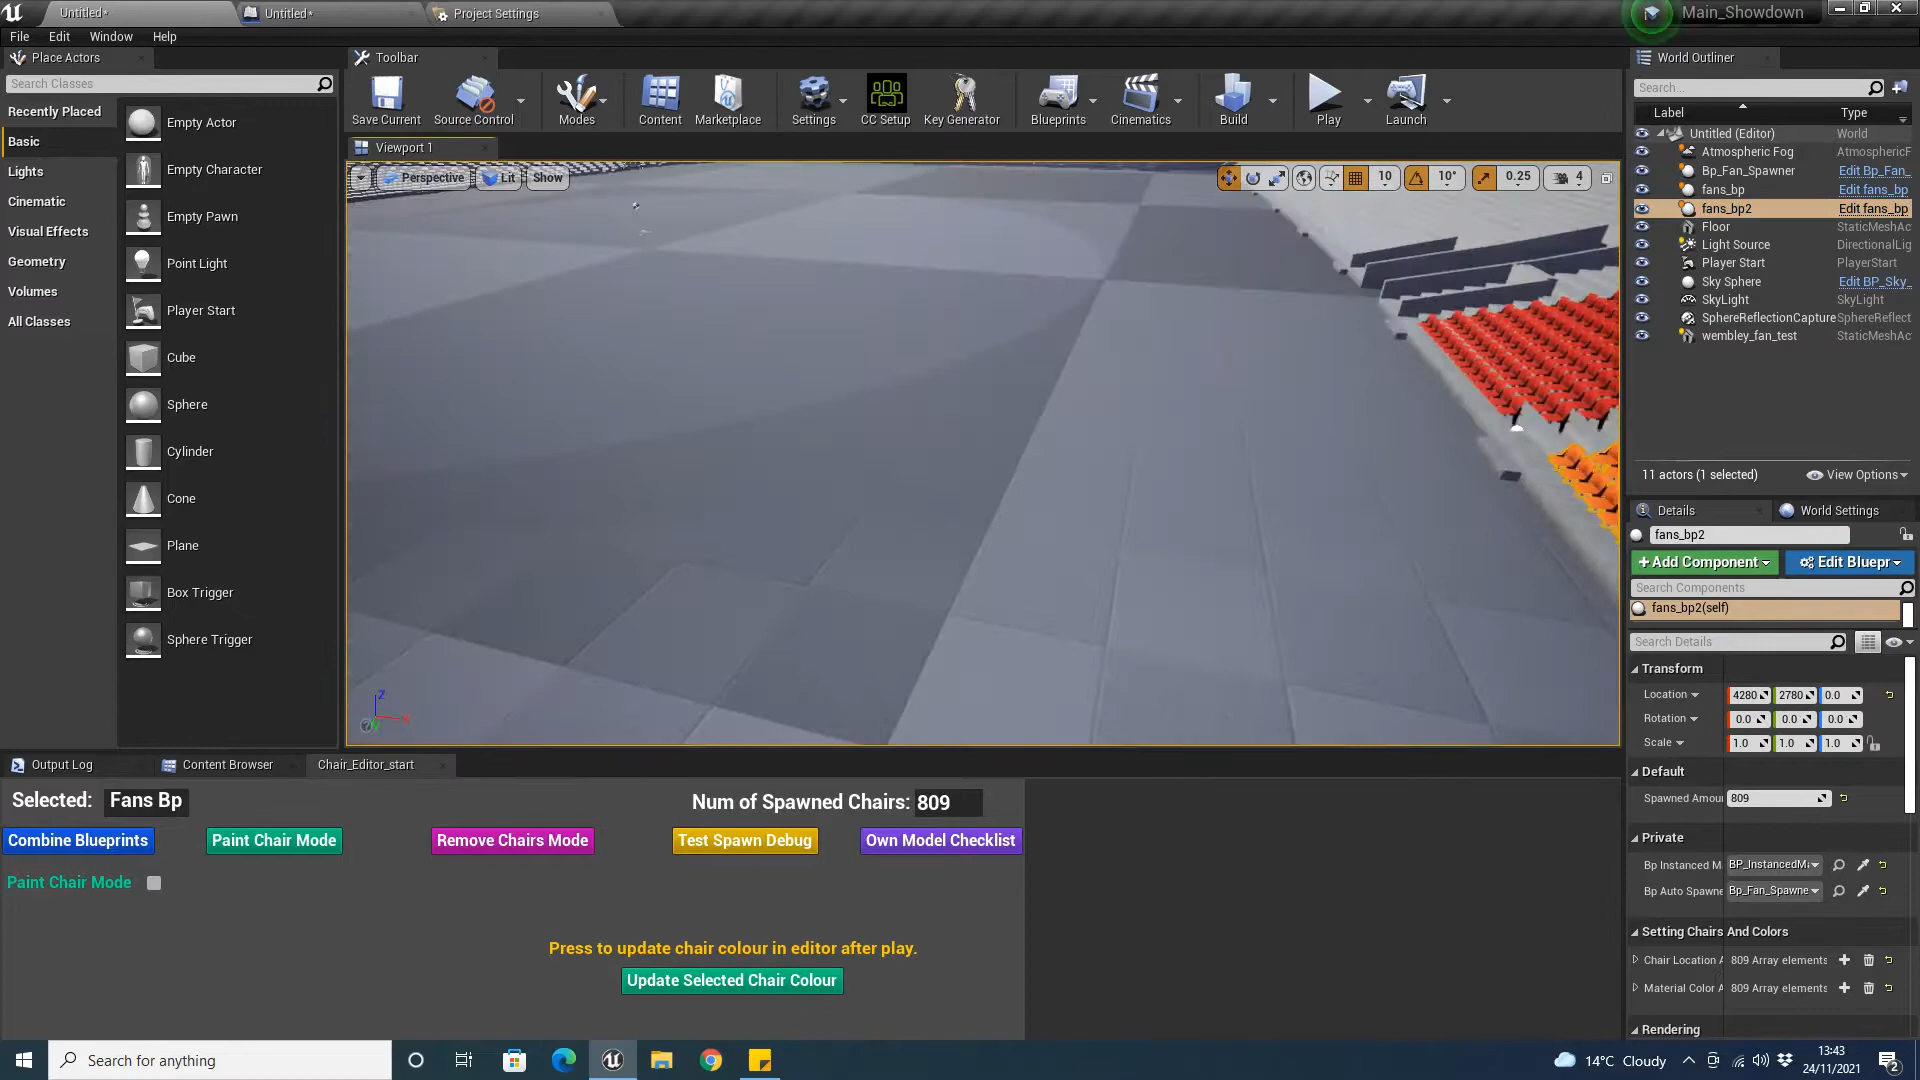 Untitled*
Untitled*
Project Settings
Main_Showdown
File Edit Window Help
Place Actors
Toolbar
World Outliner
Search Classes
Search...
Recently Placed
Basic
Lights
Cinematic
Visual Effects
Geometry
Volumes
All Classes
Empty Actor
Empty Character
Empty Pawn
Point Light
Player Start
Cube
Sphere
Cylinder
Cone
Plane
Box Trigger
Sphere Trigger
Save Current
Source Control
Modes
Content
Marketplace
Settings
CC Setup
Key Generator
Blueprints
Cinematics
Build
Play
Launch
Viewport 1
Perspective
Lit
Show
10
10°
0.25
4
Z
X
Label Type
Untitled (Editor) World
Atmospheric Fog AtmosphericF
Bp_Fan_Spawner Edit Bp_Fan_
fans_bp Edit fans_bp
fans_bp2 Edit fans_bp
Floor StaticMeshAc
Light Source DirectionalLig
Player Start PlayerStart
Sky Sphere Edit BP_Sky_
SkyLight SkyLight
SphereReflectionCapture SphereReflect
wembley_fan_test StaticMeshAc
11 actors (1 selected)
View Options
Details
World Settings
fans_bp2
+Add Component
Edit Bluepr
Search Components
fans_bp2(self)
Search Details
Transform
Location 4280 2780 0.0
Rotation 0.0 0.0 0.0
Scale 1.0 1.0 1.0
Default
Spawned Amou 809
Private
Bp Instanced M BP_InstancedMa
Bp Auto Spawne Bp_Fan_Spawne
Setting Chairs And Colors
Chair Location A 809 Array elements
Material Color A 809 Array elements
Rendering
Output Log
Content Browser
Chair_Editor_start
Selected: Fans Bp
Num of Spawned Chairs: 809
Combine Blueprints
Paint Chair Mode
Remove Chairs Mode
Test Spawn Debug
Own Model Checklist
Paint Chair Mode
Press to update chair colour in editor after play.
Update Selected Chair Colour
Search for anything
14°C Cloudy
13:43
24/11/2021
2